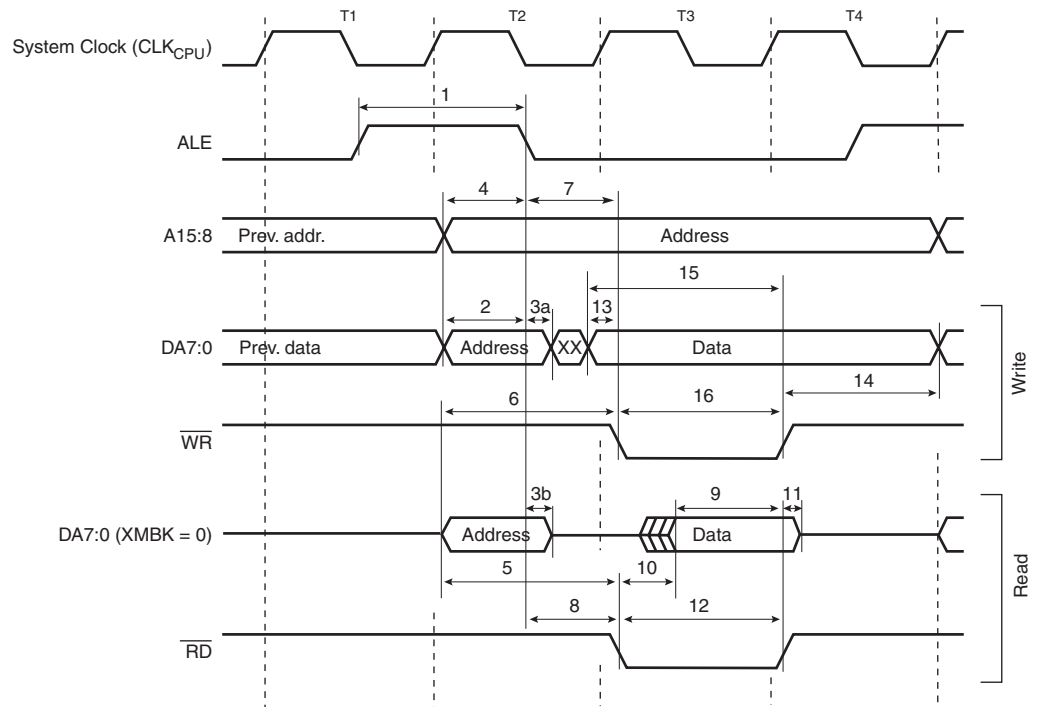 T1 T2 T3 T4
System Clock (CLKCPU)
1
ALE
4 7
A15:8 Prev. addr. Address
15
2 3a 13
DA7:0 Prev. data Address XX Data
14
Write
6 16
WR
3b 9 11
DA7:0 (XMBK = 0) Address Data
5 10
Read
8 12
RD